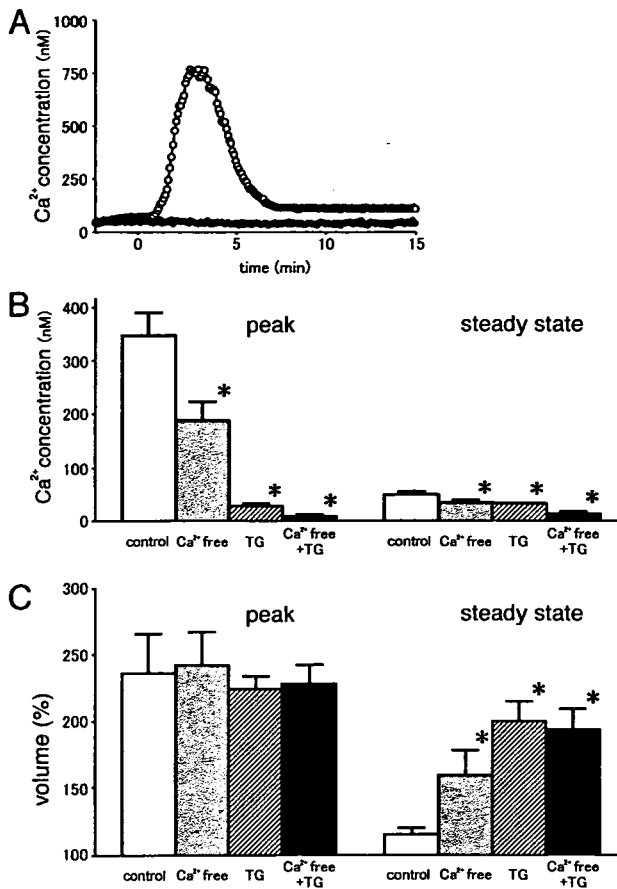 A
Ca²⁺ concentration (nM)
1000
750
500
250
0
0 5 10 15
time (min)
B
Ca²⁺ concentration (nM)
400
300
200
100
0
peak
steady state
* * * * * *
control Ca²⁺ free TG Ca²⁺ free +TG control Ca²⁺ free TG Ca²⁺ free +TG
C
volume (%)
300
250
200
150
100
peak
steady state
* * *
control Ca²⁺ free TG Ca²⁺ free +TG control Ca²⁺ free TG Ca²⁺ free +TG